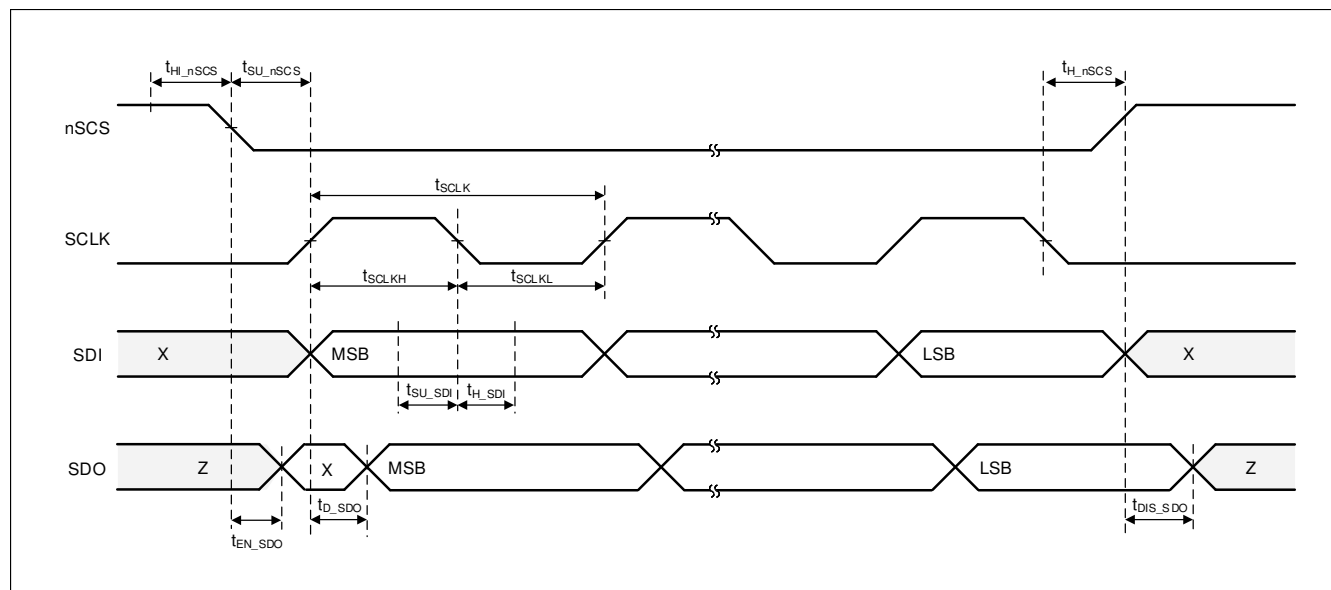 tHI_nSCS tSU_nSCS tH_nSCS
nSCS
tSCLK
SCLK
tSCLKH tSCLKL
SDI X MSB LSB X
tSU_SDI tH_SDI
SDO Z X MSB LSB Z
tD_SDO tDIS_SDO
tEN_SDO